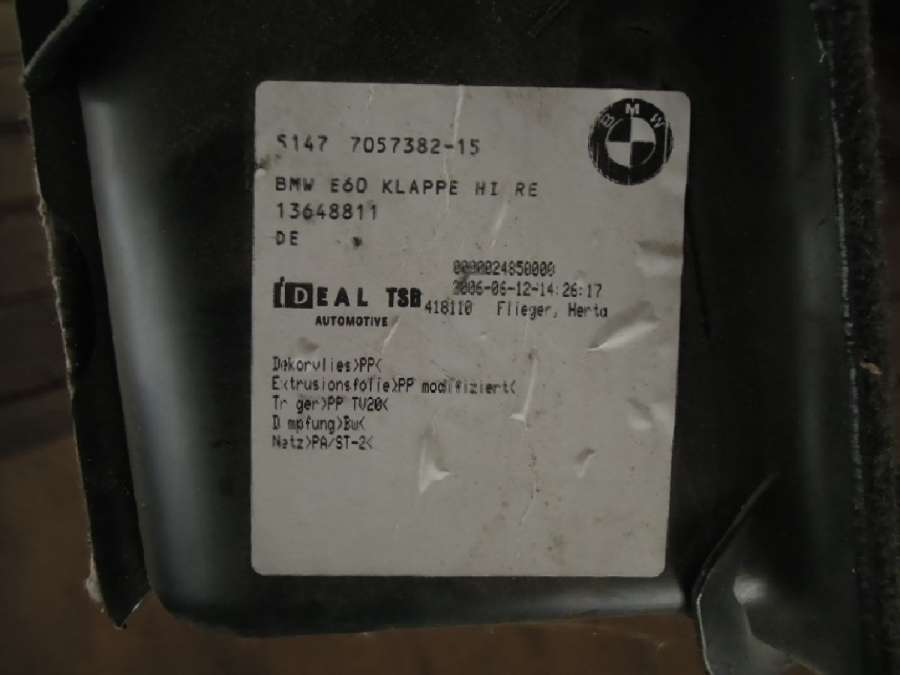 BMW
5147 7057382-15
BMW E60 KLAPPE HI RE
13648811
DE
0000024850000
2006-06-12-14:26:17
IDEAL TSB 418110 Flieger, Herta
AUTOMOTIVE
Dekorvlies>PP<
Extrusionsfolie>PP modifiziert<
Tr ger>PP TV20<
D mpfung>Bw<
Netz>PA/ST-2<